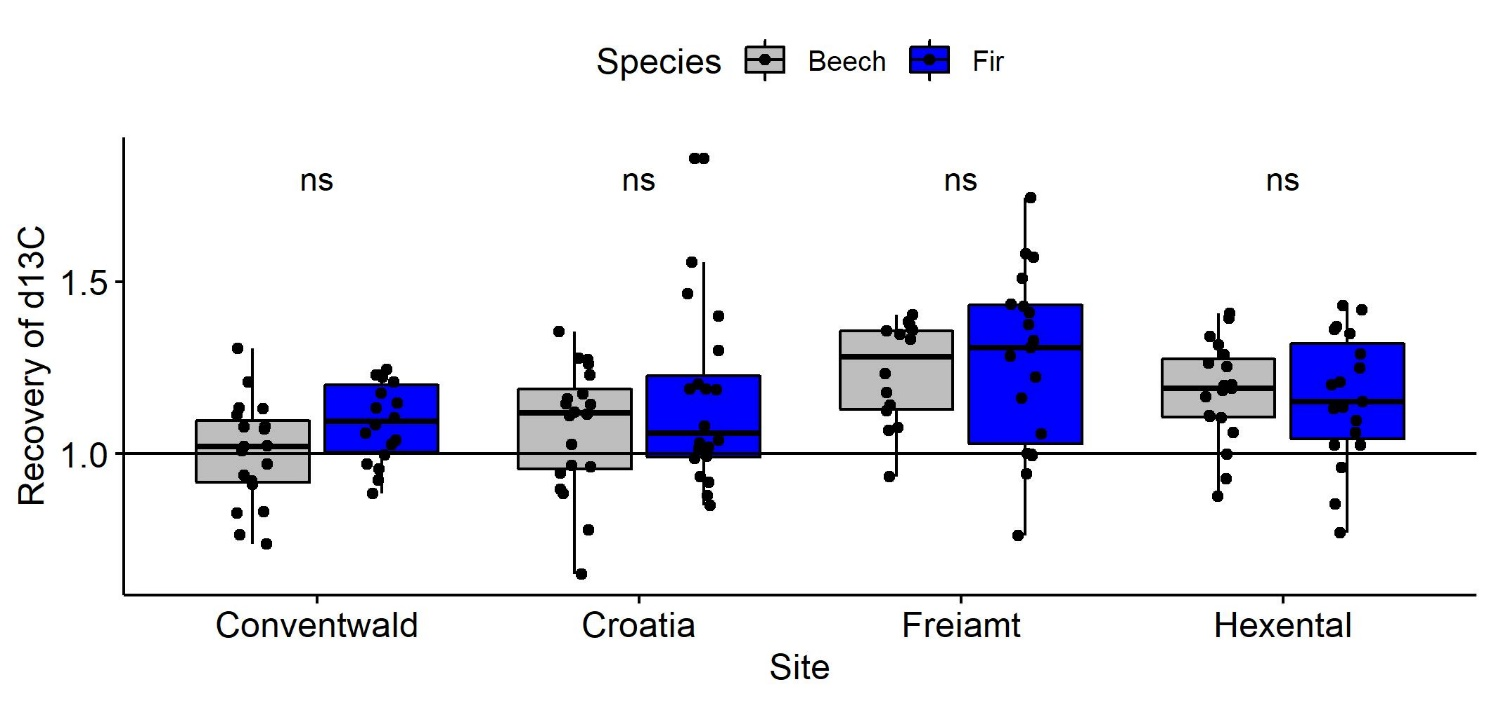 Species Beech Fir
ns ns ns ns
Recovery of d13C
1.5
1.0
Conventwald Croatia Freiamt Hexental
Site